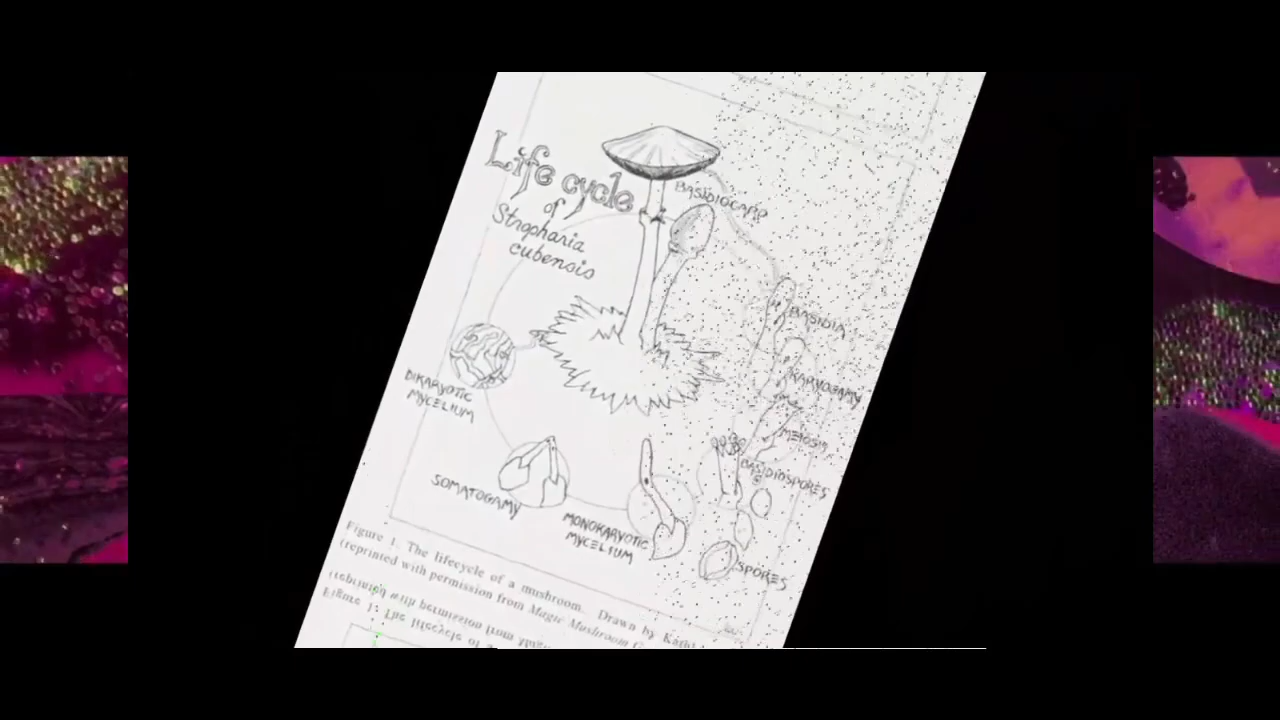 Life cycle
of
Stropharia
cubensis
BASIDIOCARP
BASIDIA
KARYOGAMY
MEIOSIS
BASIDIOSPORES
SPORES
MONOKARYOTIC
MYCELIUM
SOMATOGAMY
DIKARYOTIC
MYCELIUM
Figure 1. The lifecycle of a mushroom. Drawn by Kathl
(reprinted with permission from Magic Mushroom